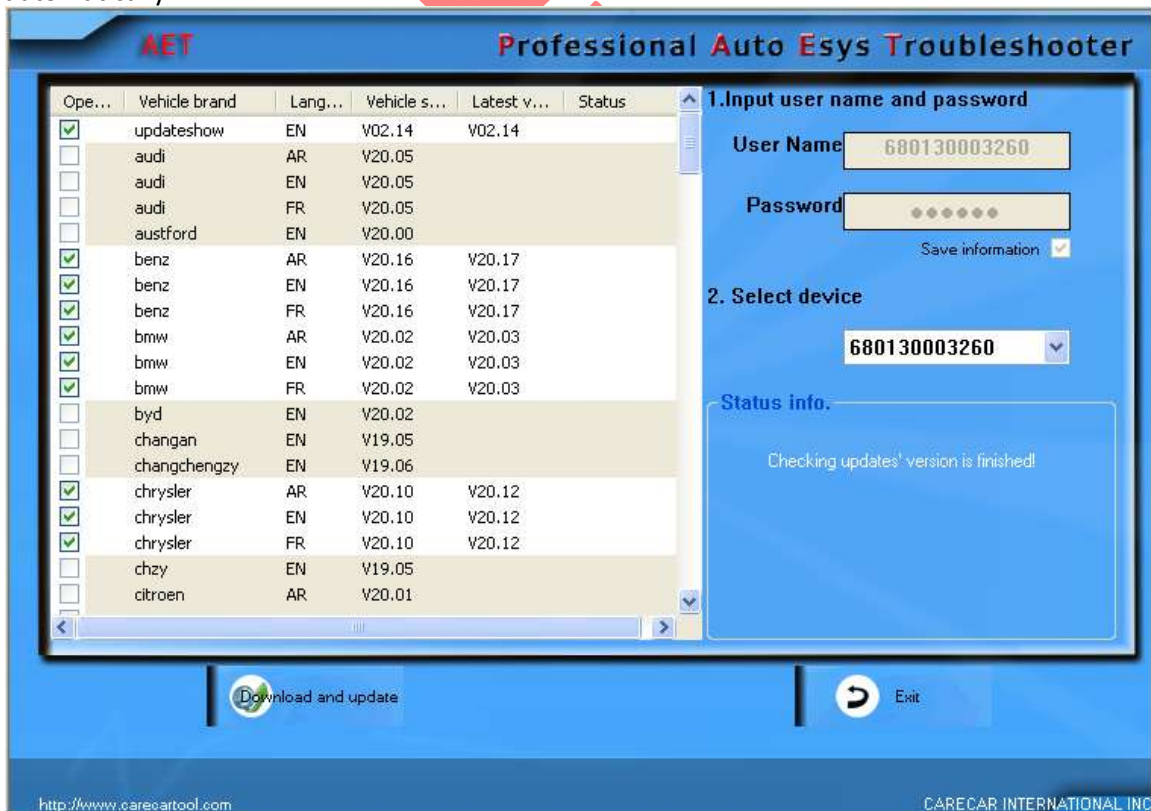 AET
Professional Auto Esys Troubleshooter
Ope... Vehicle brand Lang... Vehicle s... Latest v... Status
updateshow EN V02.14 V02.14
audi AR V20.05
audi EN V20.05
audi FR V20.05
austford EN V20.00
benz AR V20.16 V20.17
benz EN V20.16 V20.17
benz FR V20.16 V20.17
bmw AR V20.02 V20.03
bmw EN V20.02 V20.03
bmw FR V20.02 V20.03
byd EN V20.02
changan EN V19.05
changchengzy EN V19.06
chrysler AR V20.10 V20.12
chrysler EN V20.10 V20.12
chrysler FR V20.10 V20.12
chzy EN V19.05
citroen AR V20.01
1.Input user name and password
User Name 680130003260
Password ●●●●●●
Save information
2. Select device
680130003260
Status info.
Checking updates' version is finished!
Download and update
Exit
http://www.carecartool.com
CARECAR INTERNATIONAL INC